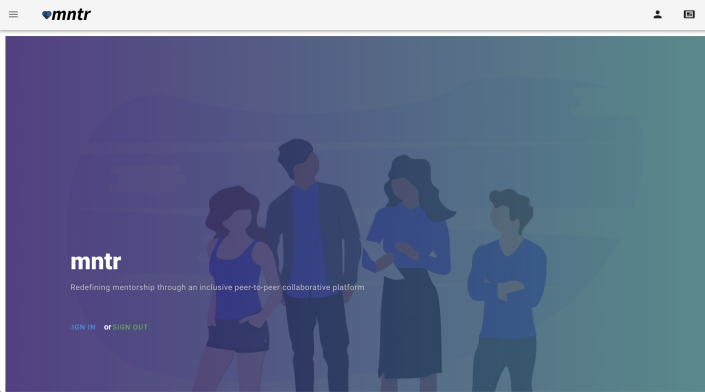 mntr
mntr
Redefining mentorship through an inclusive peer-to-peer collaborative platform
SIGN IN or SIGN OUT